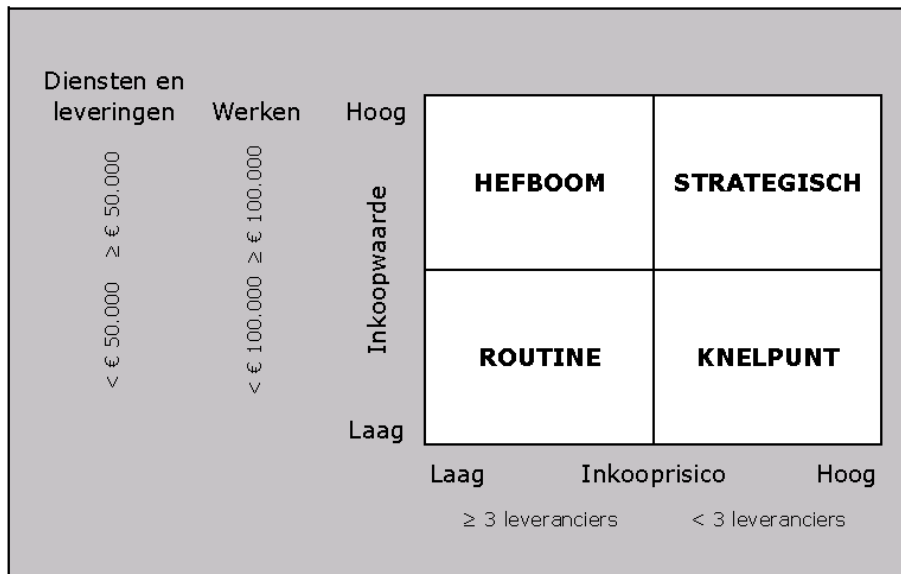 Diensten en
leveringen
Werken
Hoog
≥ € 50.000
≥ € 100.000
< € 50.000
< € 100.000
Inkoopwaarde
HEFBOOM
STRATEGISCH
ROUTINE
KNELPUNT
Laag
Laag
Inkooprisico
Hoog
≥ 3 leveranciers
< 3 leveranciers